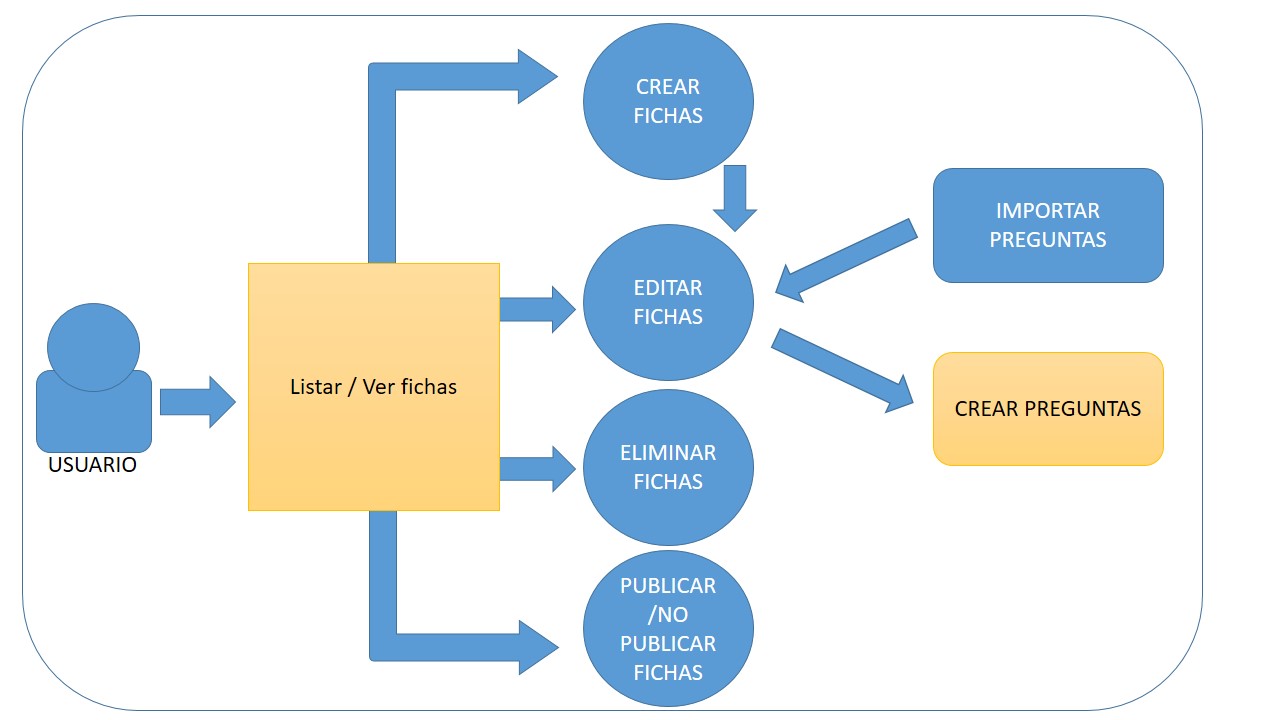 CREAR
FICHAS
IMPORTAR
PREGUNTAS
EDITAR
FICHAS
Listar / Ver fichas
CREAR PREGUNTAS
USUARIO
ELIMINAR
FICHAS
PUBLICAR
/NO
PUBLICAR
FICHAS